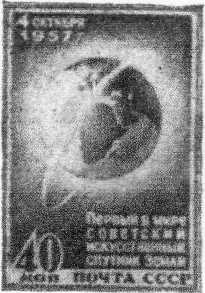 4 ОКТЯБРЯ
1957
ПЕРВЫЙ В МИРЕ
СОВЕТСКИЙ
ИСКУССТВЕННЫЙ
СПУТНИК ЗЕМЛИ
40
КОП ПОЧТА СССР